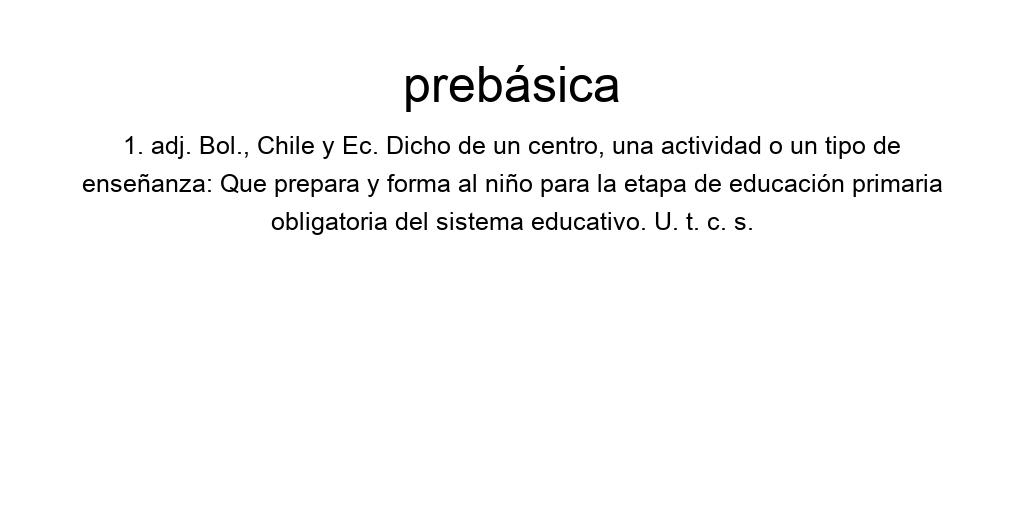 prebásica
1. adj. Bol., Chile y Ec. Dicho de un centro, una actividad o un tipo de
enseñanza: Que prepara y forma al niño para la etapa de educación primaria
obligatoria del sistema educativo. U. t. c. s.